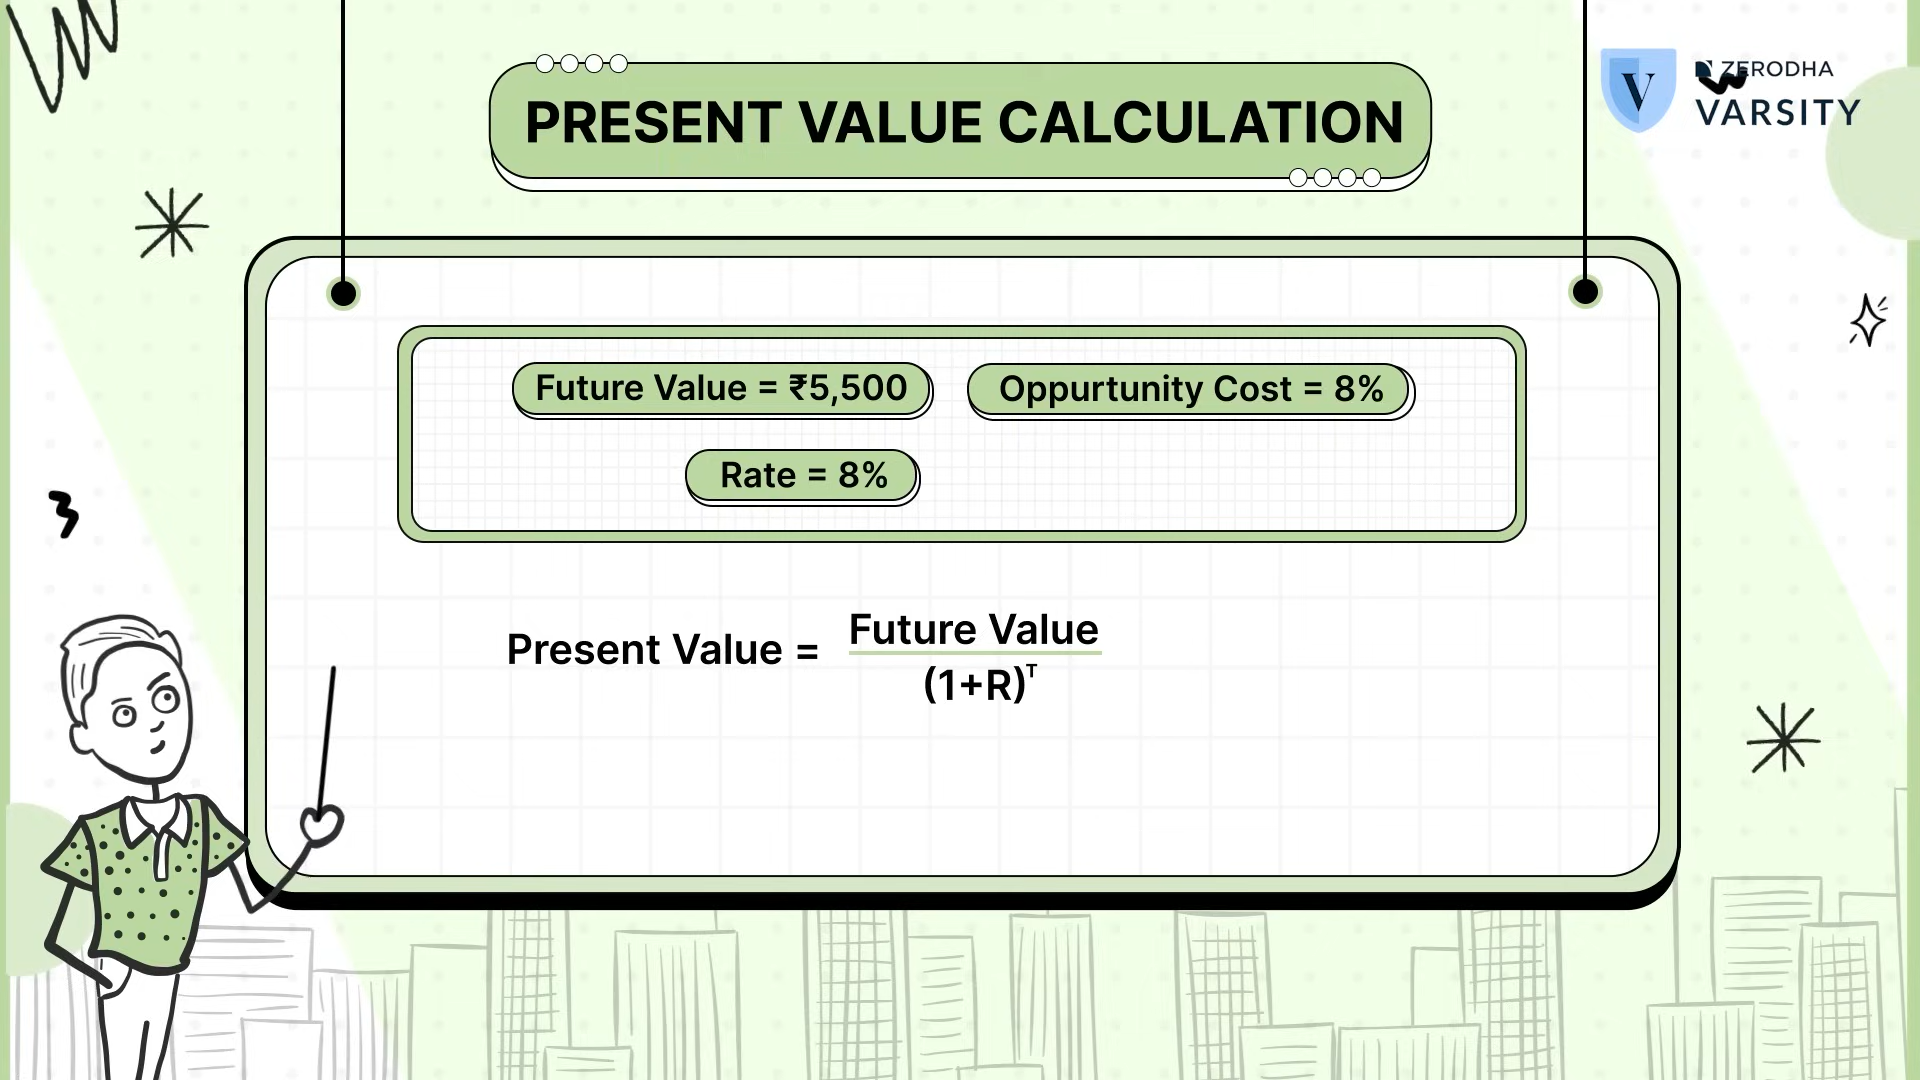 PRESENT VALUE CALCULATION
V
ZERODHA
VARSITY
Future Value = ₹5,500
Oppurtunity Cost = 8%
Rate = 8%
Present Value = Future Value
(1+R)ᵀ